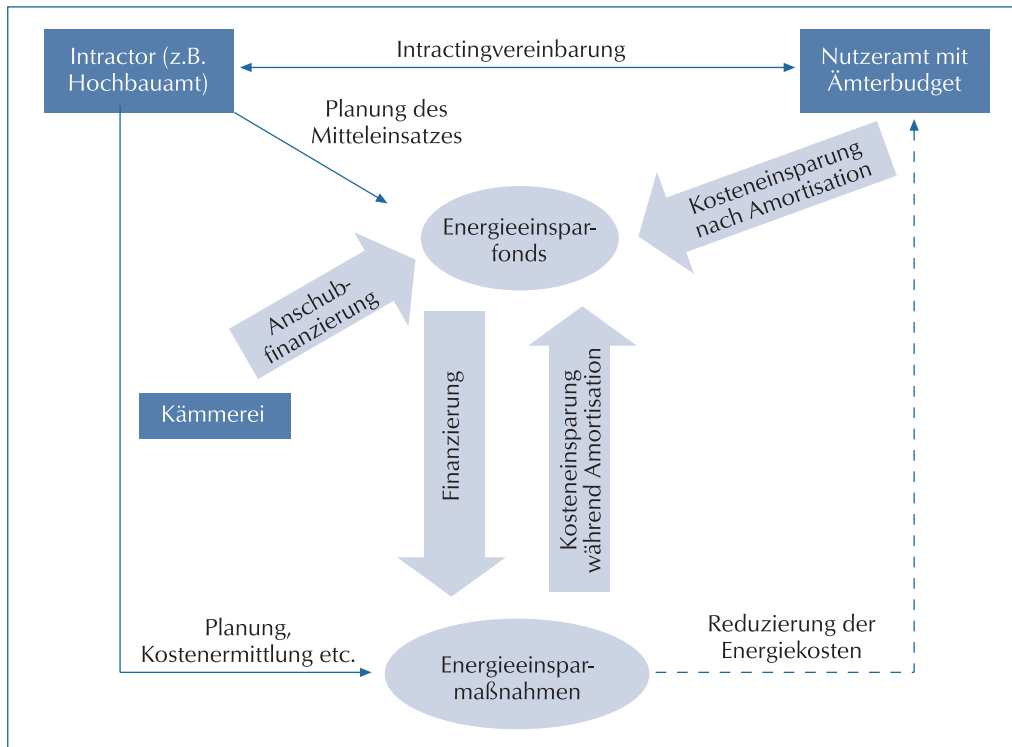 Intractor (z.B.
Hochbauamt)
Intractingvereinbarung
Nutzeramt mit
Ämterbudget
Planung des
Mitteleinsatzes
Kosteneinsparung
nach Amortisation
Energieeinspar-
fonds
Anschub-
finanzierung
Kämmerei
Finanzierung
Kosteneinsparung
während Amortisation
Planung,
Kostenermittlung etc.
Energieeinspar-
maßnahmen
Reduzierung der
Energiekosten